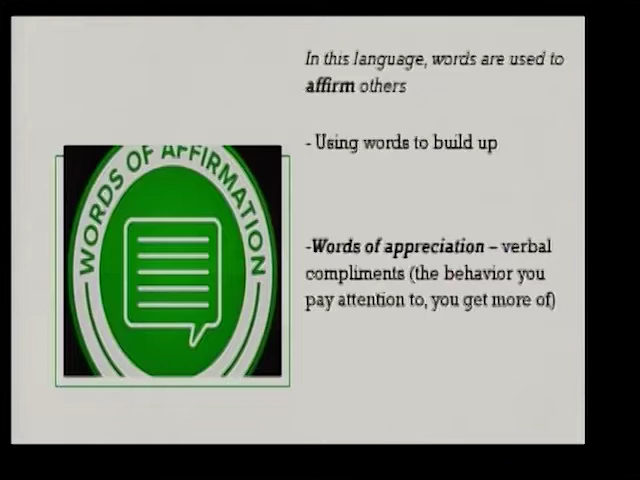 In this language, words are used to
affirm others
- Using words to build up
WORDS OF AFFIRMATION
-Words of appreciation – verbal
compliments (the behavior you
pay attention to, you get more of)